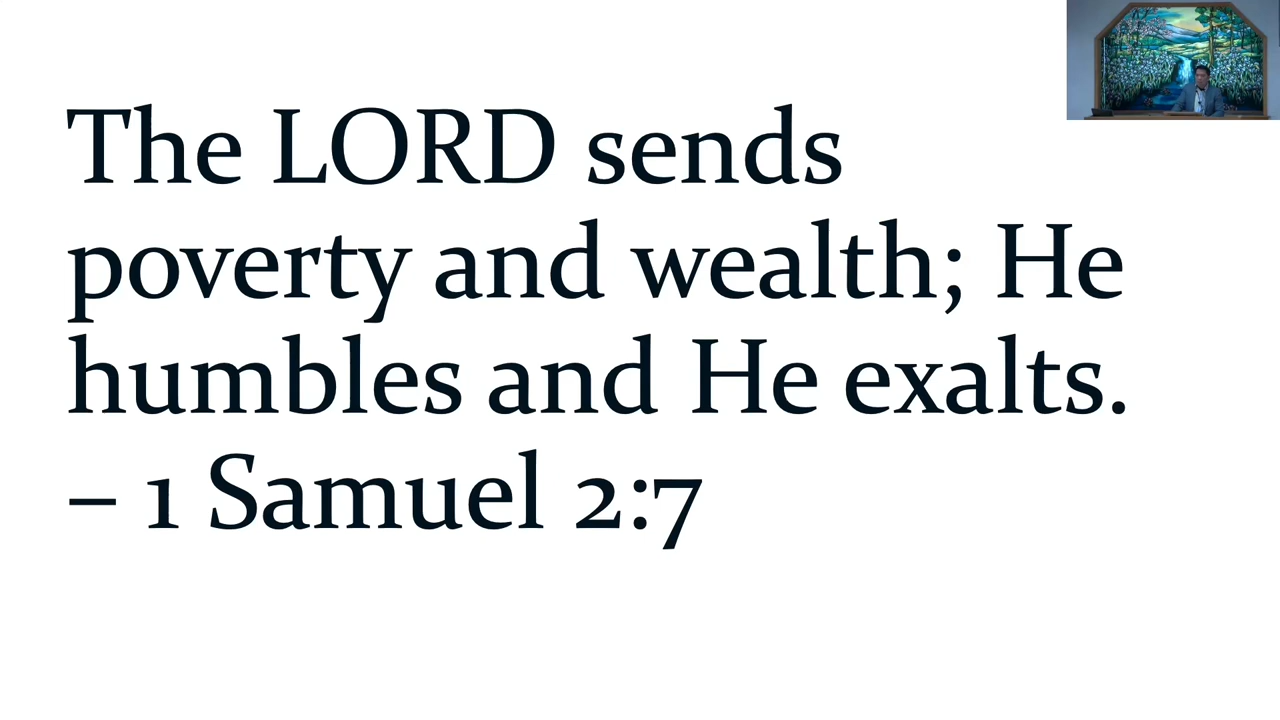 The LORD sends
poverty and wealth; He
humbles and He exalts.
– 1 Samuel 2:7